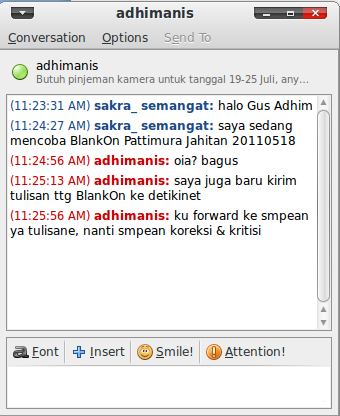 adhimanis
Conversation Options Send To
adhimanis
Butuh pinjeman kamera untuk tanggal 19-25 Juli, any...
(11:23:31 AM) sakra_ semangat: halo Gus Adhim
(11:24:27 AM) sakra_ semangat: saya sedang
mencoba BlankOn Pattimura Jahitan 20110518
(11:24:56 AM) adhimanis: oia? bagus
(11:25:13 AM) adhimanis: saya juga baru kirim
tulisan ttg BlankOn ke detikinet
(11:25:56 AM) adhimanis: ku forward ke smpean
ya tulisane, nanti smpean koreksi & kritisi
Font Insert Smile! Attention!